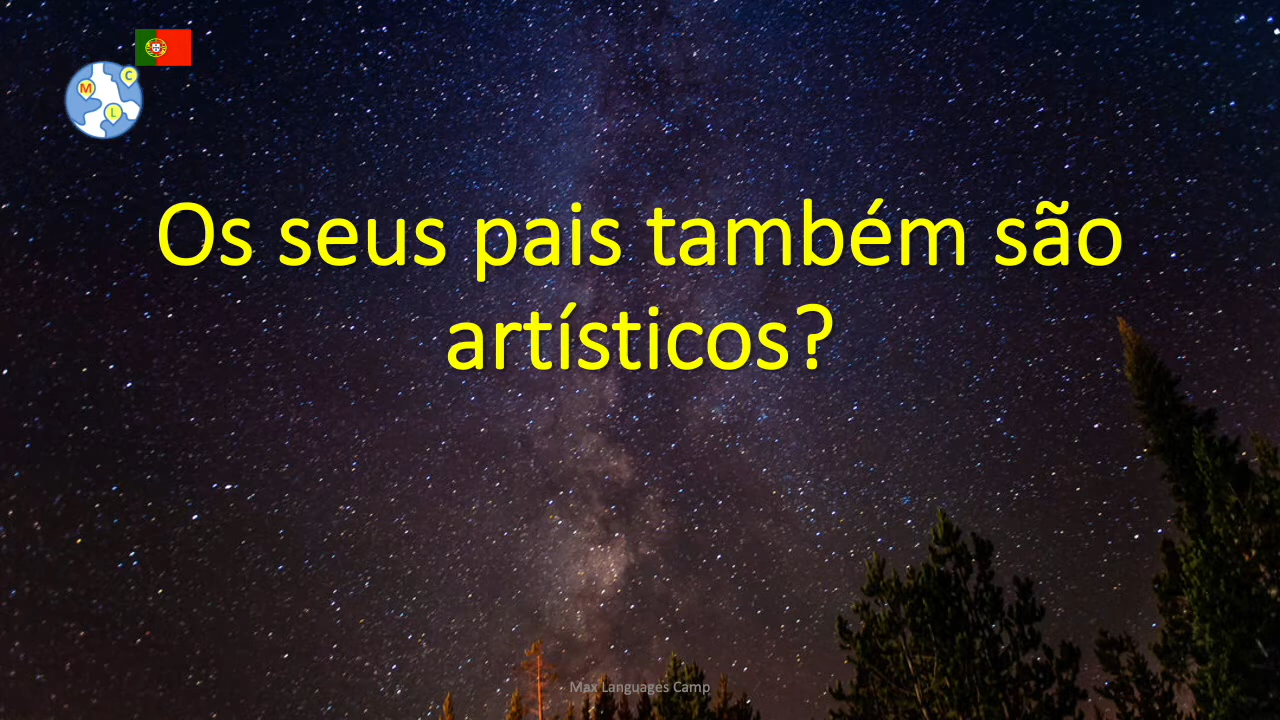 M
C
L
Os seus pais também são
artísticos?
Max Languages Camp